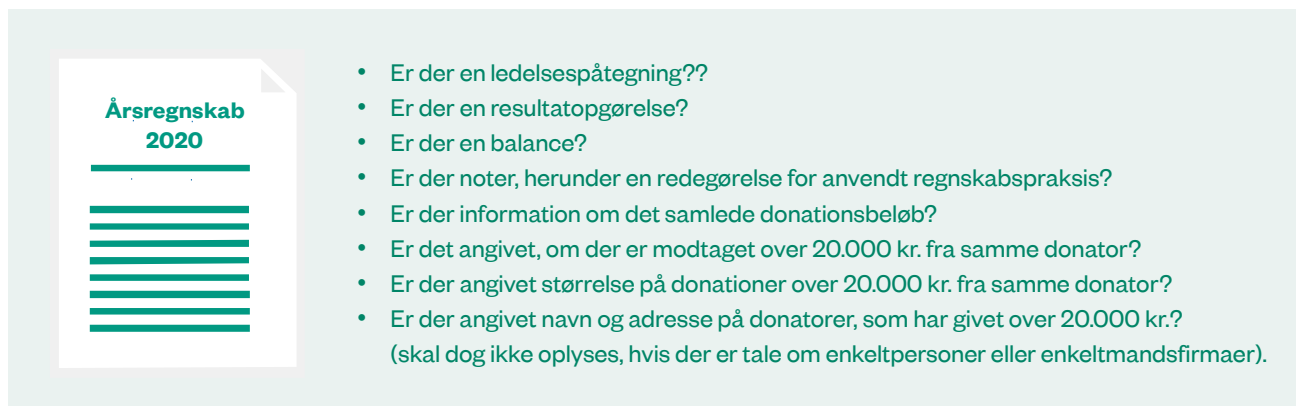 Årsregnskab
2020
• Er der en ledelsespåtegning??
• Er der en resultatopgørelse?
• Er der en balance?
• Er der noter, herunder en redegørelse for anvendt regnskabspraksis?
• Er der information om det samlede donationsbeløb?
• Er det angivet, om der er modtaget over 20.000 kr. fra samme donator?
• Er der angivet størrelse på donationer over 20.000 kr. fra samme donator?
• Er der angivet navn og adresse på donatorer, som har givet over 20.000 kr.?
(skal dog ikke oplyses, hvis der er tale om enkeltpersoner eller enkeltmandsfirmaer).